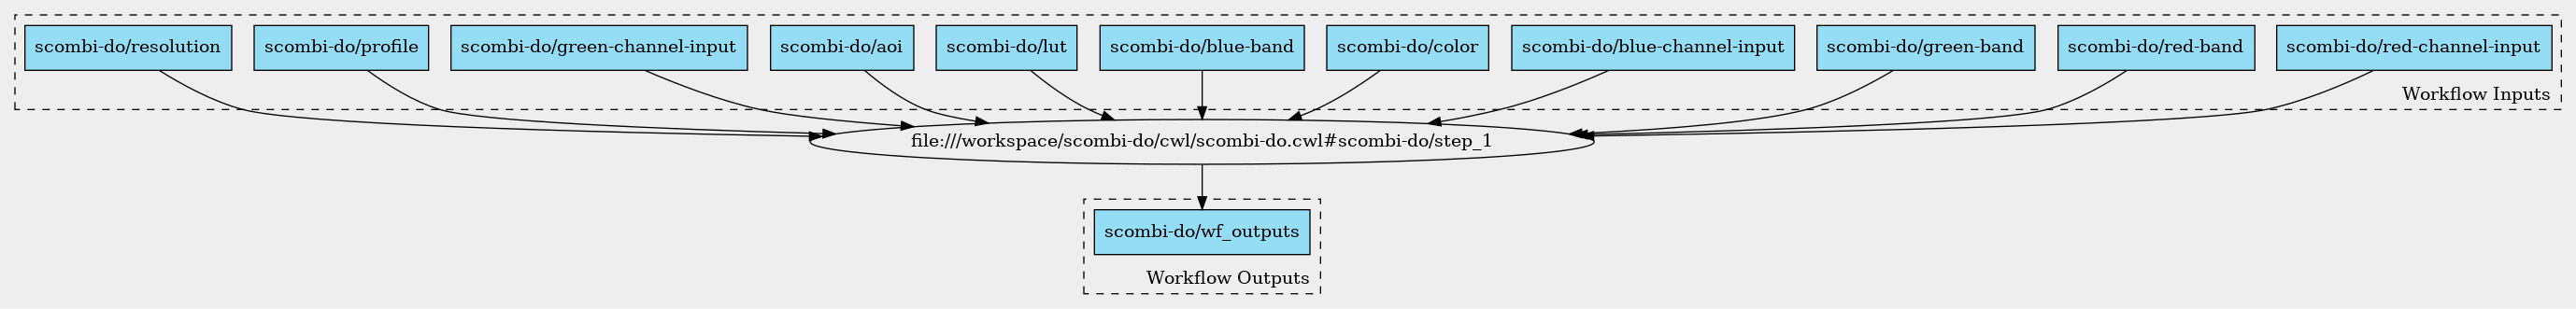 scombi-do/resolution
scombi-do/profile
scombi-do/green-channel-input
scombi-do/aoi
scombi-do/lut
scombi-do/blue-band
scombi-do/color
scombi-do/blue-channel-input
scombi-do/green-band
scombi-do/red-band
scombi-do/red-channel-input
Workflow Inputs
file:///workspace/scombi-do/cwl/scombi-do.cwl#scombi-do/step_1
scombi-do/wf_outputs
Workflow Outputs